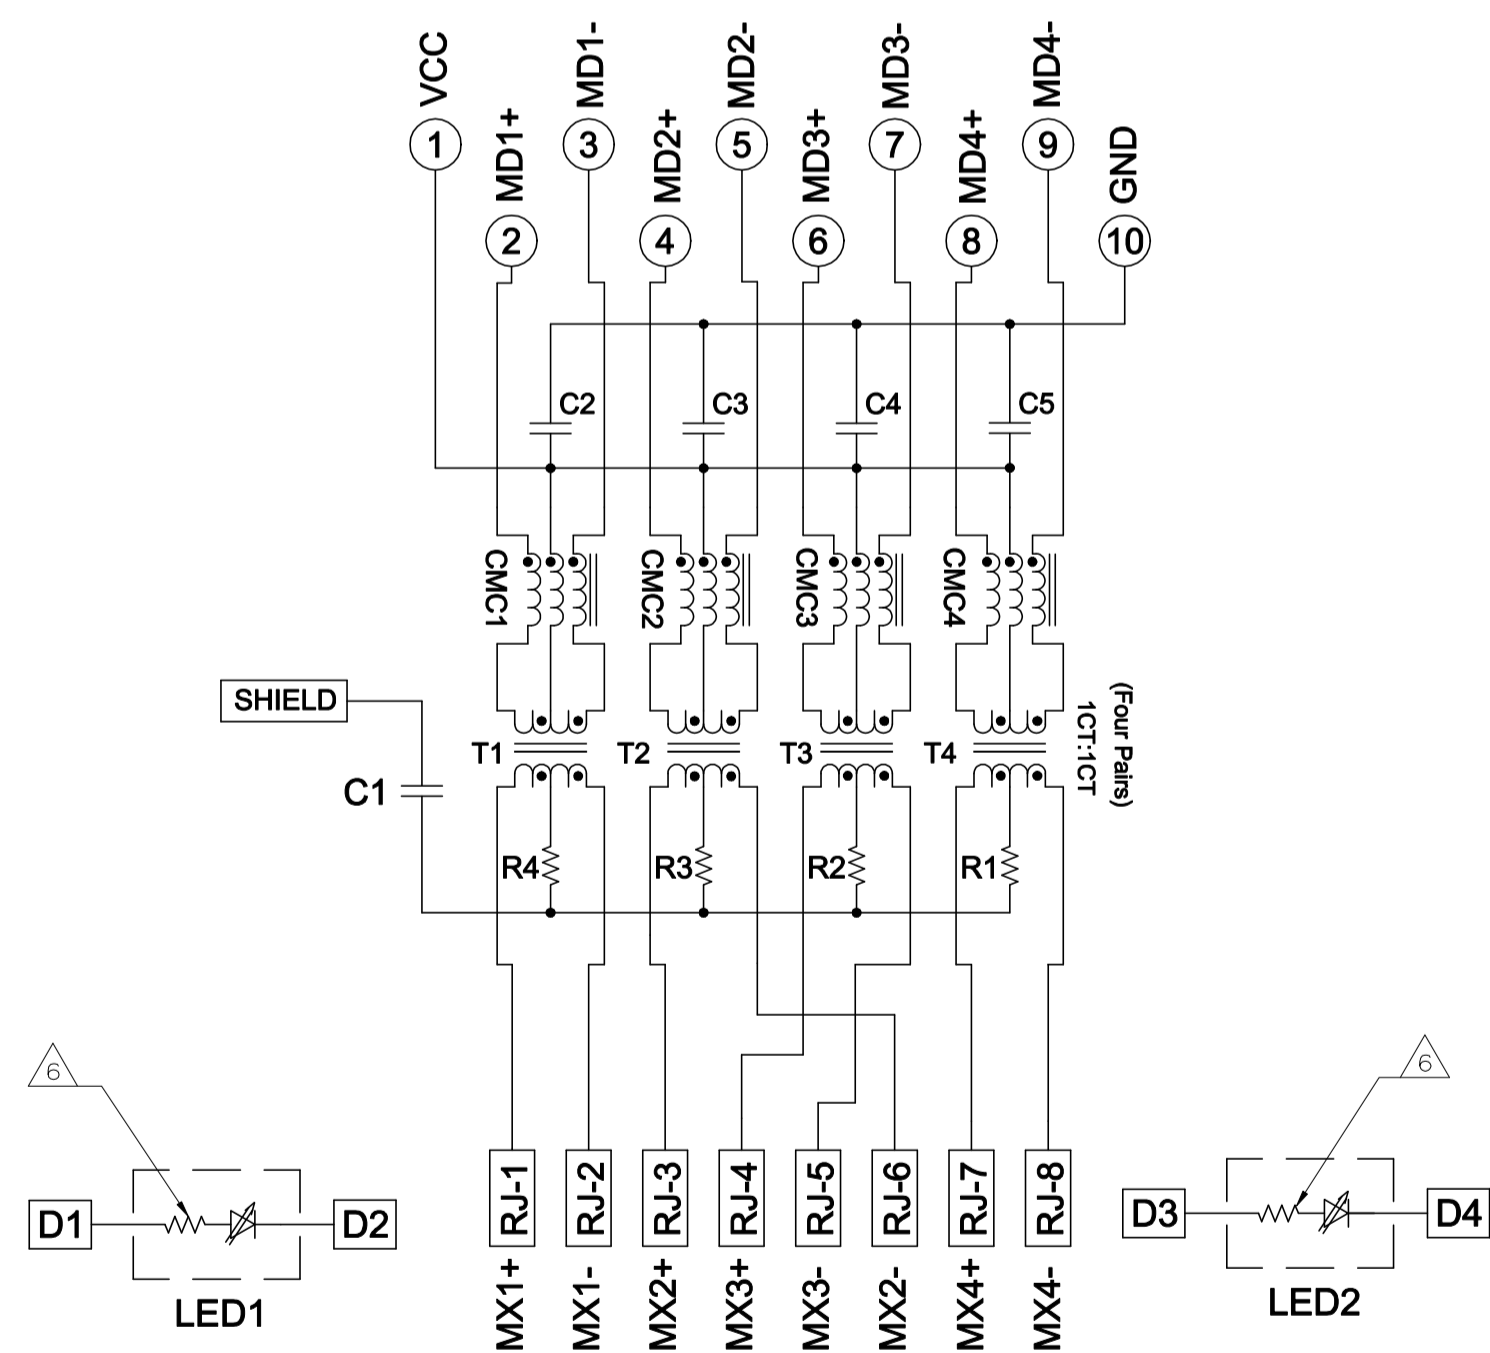 VCC
MD1+
MD1-
MD2+
MD2-
MD3+
MD3-
MD4+
MD4-
GND
1
2
3
4
5
6
7
8
9
10
C2
C3
C4
C5
CMC1
CMC2
CMC3
CMC4
SHIELD
C1
T1
T2
T3
T4
1CT:1CT
(Four Pairs)
R4
R3
R2
R1
6
6
D1
D2
LED1
RJ-1
RJ-2
RJ-3
RJ-4
RJ-5
RJ-6
RJ-7
RJ-8
MX1+
MX1-
MX2+
MX3+
MX3-
MX2-
MX4+
MX4-
D3
D4
LED2